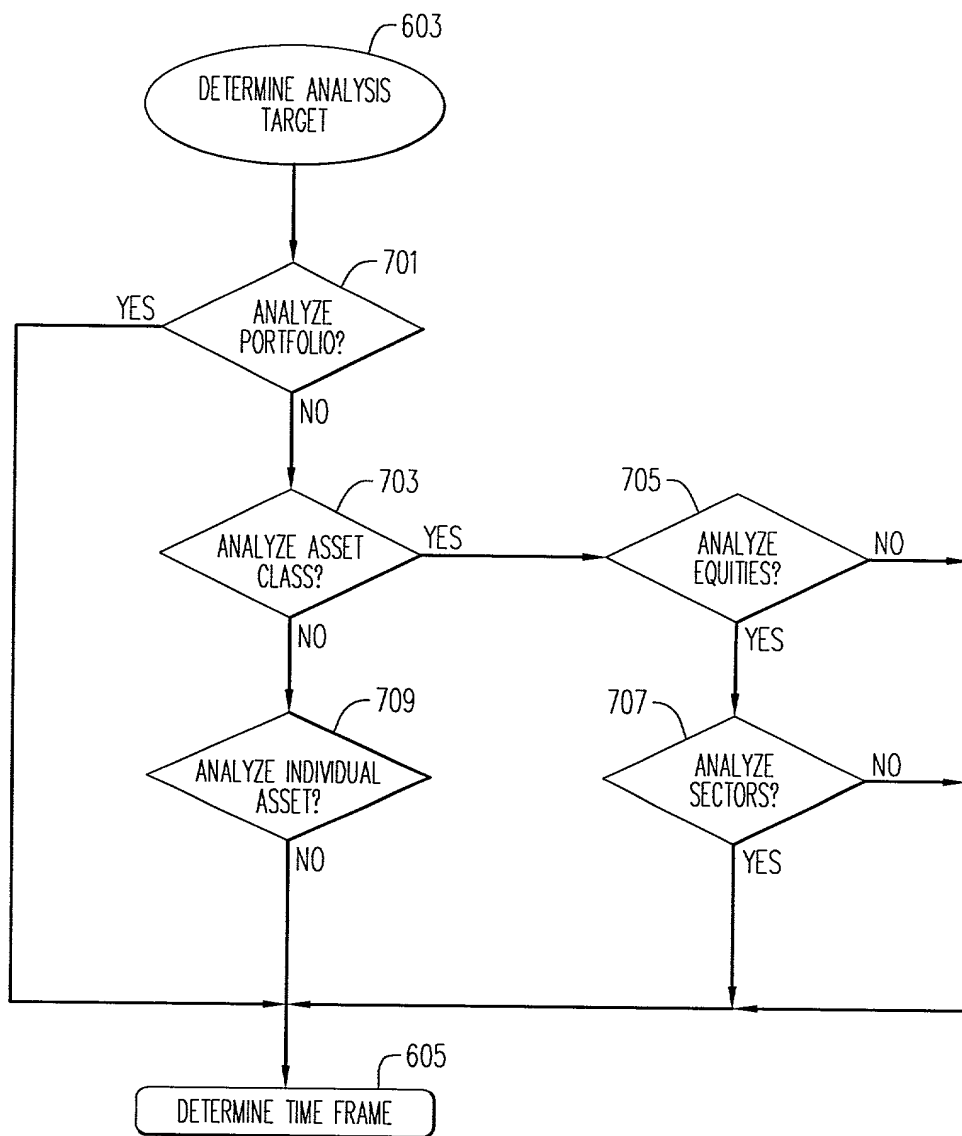 603
DETERMINE ANALYSIS
TARGET
701
YES
ANALYZE
PORTFOLIO?
NO
703
ANALYZE ASSET
CLASS?
YES
705
ANALYZE
EQUITIES?
NO
NO
YES
709
ANALYZE INDIVIDUAL
ASSET?
707
ANALYZE
SECTORS?
NO
NO
YES
605
DETERMINE TIME FRAME